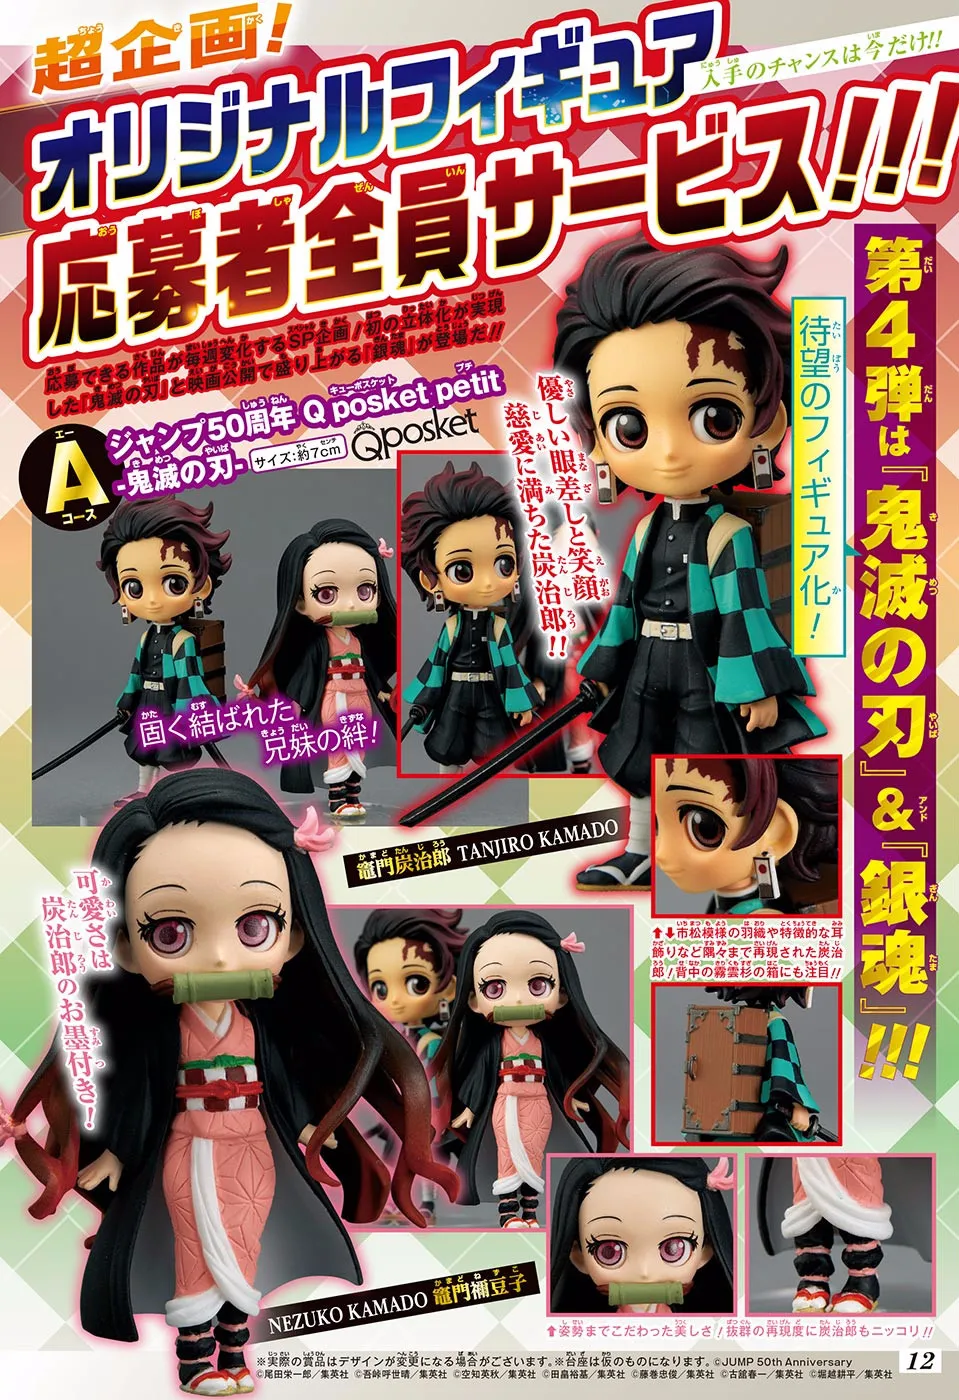 超企画!
入手のチャンスは今だけ!!
オリジナルフィギュア
応募者全員サービス!!!
応募できる作品が毎週変化するSP企画!初の立体化が実現
した『鬼滅の刃』と映画公開で盛り上がる『銀魂』が登場だ!!
第4弾は『鬼滅の刃』&『銀魂』!!!
待望のフィギュア化!
Aコース
ジャンプ50周年 Q posket petit
-鬼滅の刃-
サイズ:約7cm
Qposket
優しい眼差しと笑顔
慈愛に満ちた炭治郎!!
固く結ばれた
兄妹の絆!
竈門炭治郎 TANJIRO KAMADO
⬆⬇市松模様の羽織や特徴的な耳
飾りなど隅々まで再現された炭治
郎!背中の霧雲杉の箱にも注目!!
可愛さは
炭治郎のお墨付き!
NEZUKO KAMADO 竈門禰豆子
⬆姿勢までこだわった美しさ!抜群の再現度に炭治郎もニッコリ!!
※実際の賞品はデザインが変更になる場合がございます。※台座は仮のものになります。©JUMP 50th Anniversary
©尾田栄一郎/集英社 ©吾峠呼世晴/集英社 ©空知英秋/集英社 ©田畠裕基/集英社 ©藤巻忠俊/集英社 ©古舘春一/集英社 ©堀越耕平/集英社
12